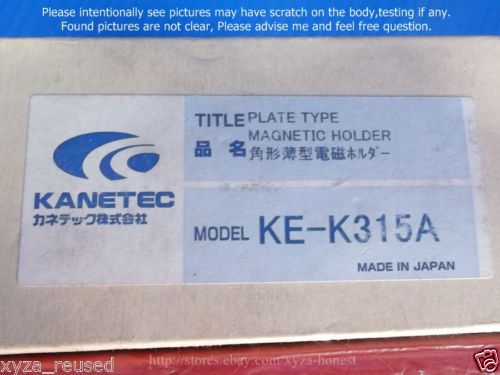 Please intentionally see pictures may have scratch on the body,testing if any.
Found pictures are not clear, Please advise me and feel free question.
TITLE PLATE TYPE
MAGNETIC HOLDER
品 名 角形薄型電磁ホルダー
KANETEC
カネテック株式会社
MODEL KE-K315A
MADE IN JAPAN
xyza_reused
http://stores.ebay.com/xyza-honest